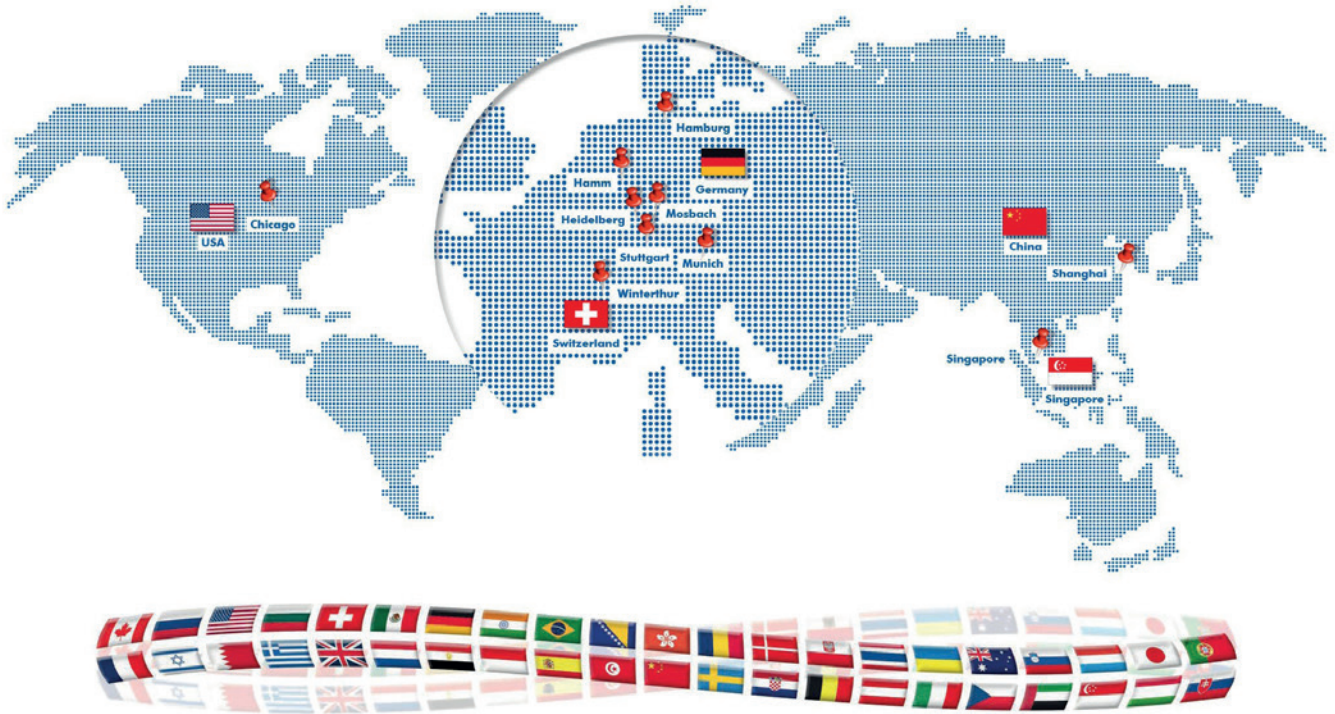 Hamburg
Hamm
Germany
Heidelberg
Mosbach
Chicago
USA
Stuttgart
Munich
China
Shanghai
Winterthur
Switzerland
Singapore
Singapore